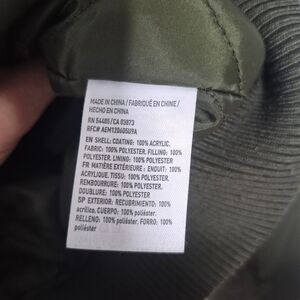 MADE IN CHINA / FABRIQUÉ EN CHINE /
HECHO EN CHINA
RN 54485/CA 03873
RFC# AEM120605U9A
EN SHELL: COATING: 100% ACRYLIC.
FABRIC: 100% POLYESTER. FILLING: 100%
POLYESTER. LINING: 100% POLYESTER
FR MATIÈRE EXTÉRIEURE : ENDUIT: 100%
ACRYLIQUE. TISSU: 100% POLYESTER.
REMBOURRURE: 100% POLYESTER.
DOUBLURE: 100% POLYESTER
SP EXTERIOR: RECUBRIMIENTO: 100%
acrílico. CUERPO: 100% poliéster.
RELLENO: 100% poliéster. FORRO: 100%
poliéster